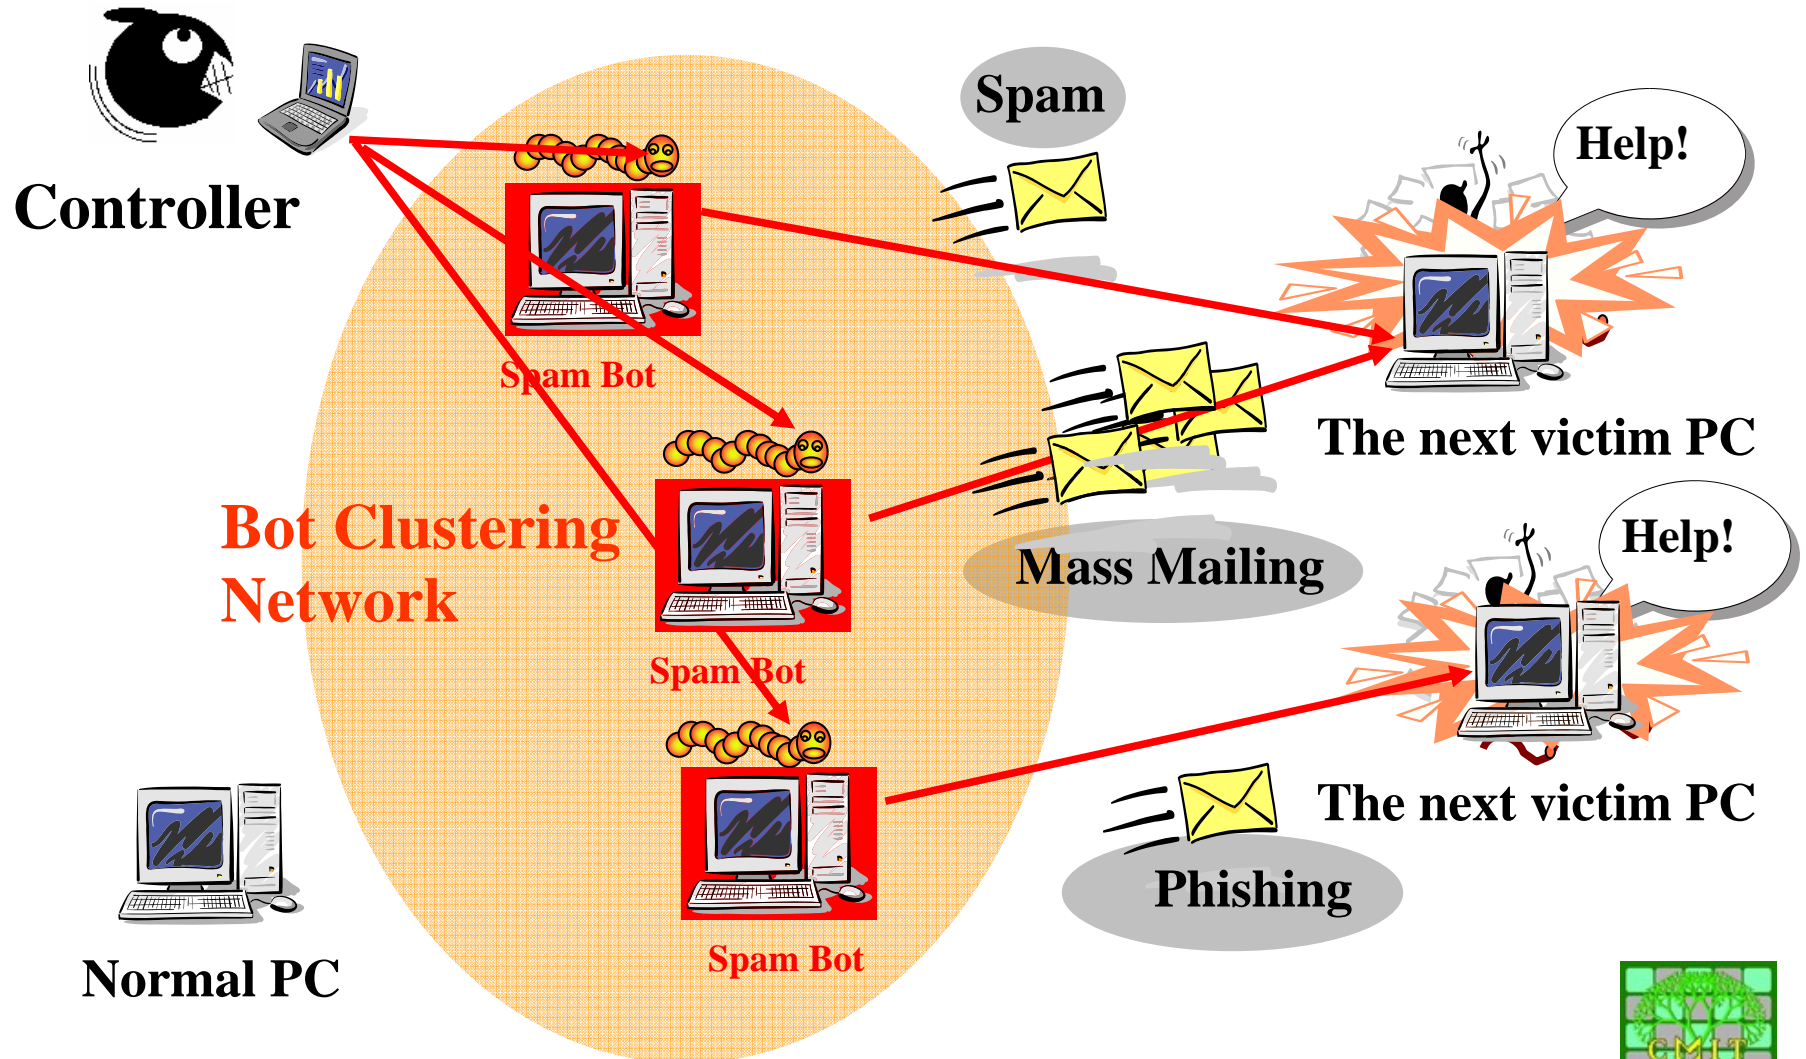 Spam
Help!
Controller
Spam Bot
The next victim PC
Bot Clustering
Network
Help!
Mass Mailing
Spam Bot
The next victim PC
Phishing
Spam Bot
Normal PC
CMIT